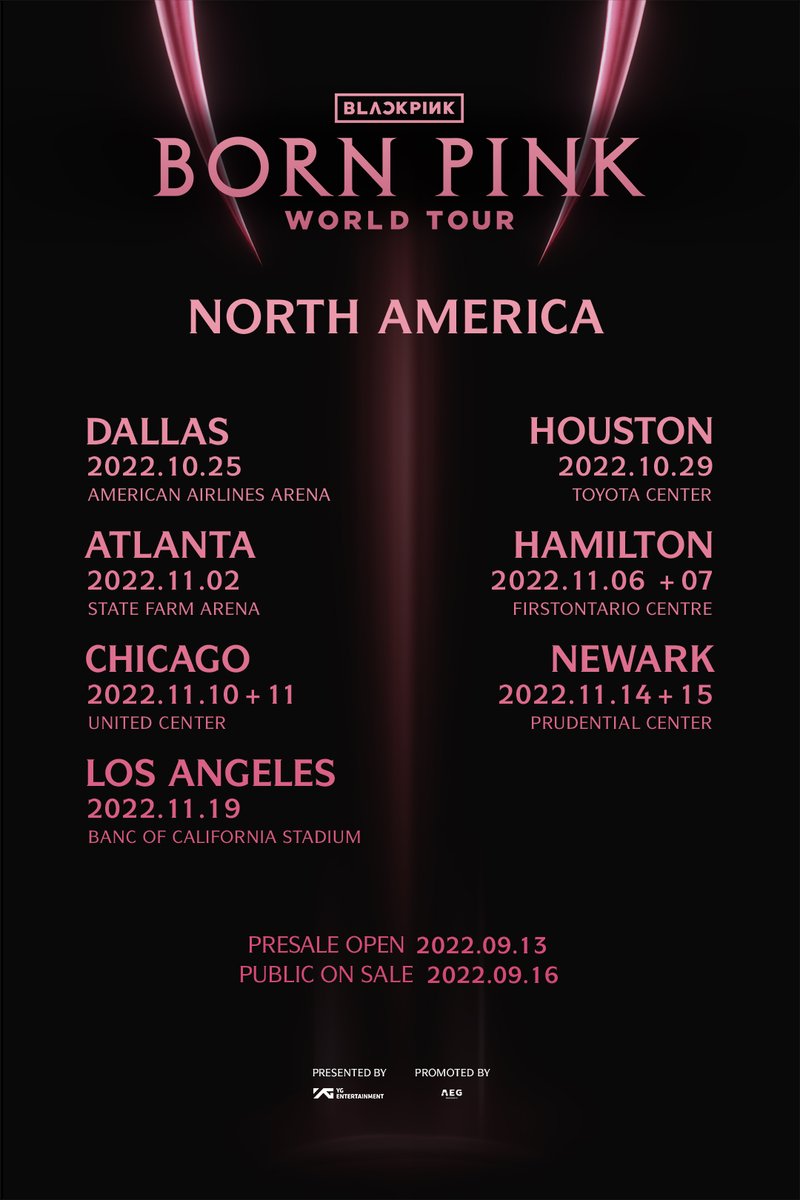 BLACKPINK
BORN PINK
WORLD TOUR
NORTH AMERICA
DALLAS
2022.10.25
AMERICAN AIRLINES ARENA
HOUSTON
2022.10.29
TOYOTA CENTER
ATLANTA
2022.11.02
STATE FARM ARENA
HAMILTON
2022.11.06 +07
FIRSTONTARIO CENTRE
CHICAGO
2022.11.10+11
UNITED CENTER
NEWARK
2022.11.14+15
PRUDENTIAL CENTER
LOS ANGELES
2022.11.19
BANC OF CALIFORNIA STADIUM
PRESALE OPEN 2022.09.13
PUBLIC ON SALE 2022.09.16
PRESENTED BY
YG
ENTERTAINMENT
PROMOTED BY
AEG